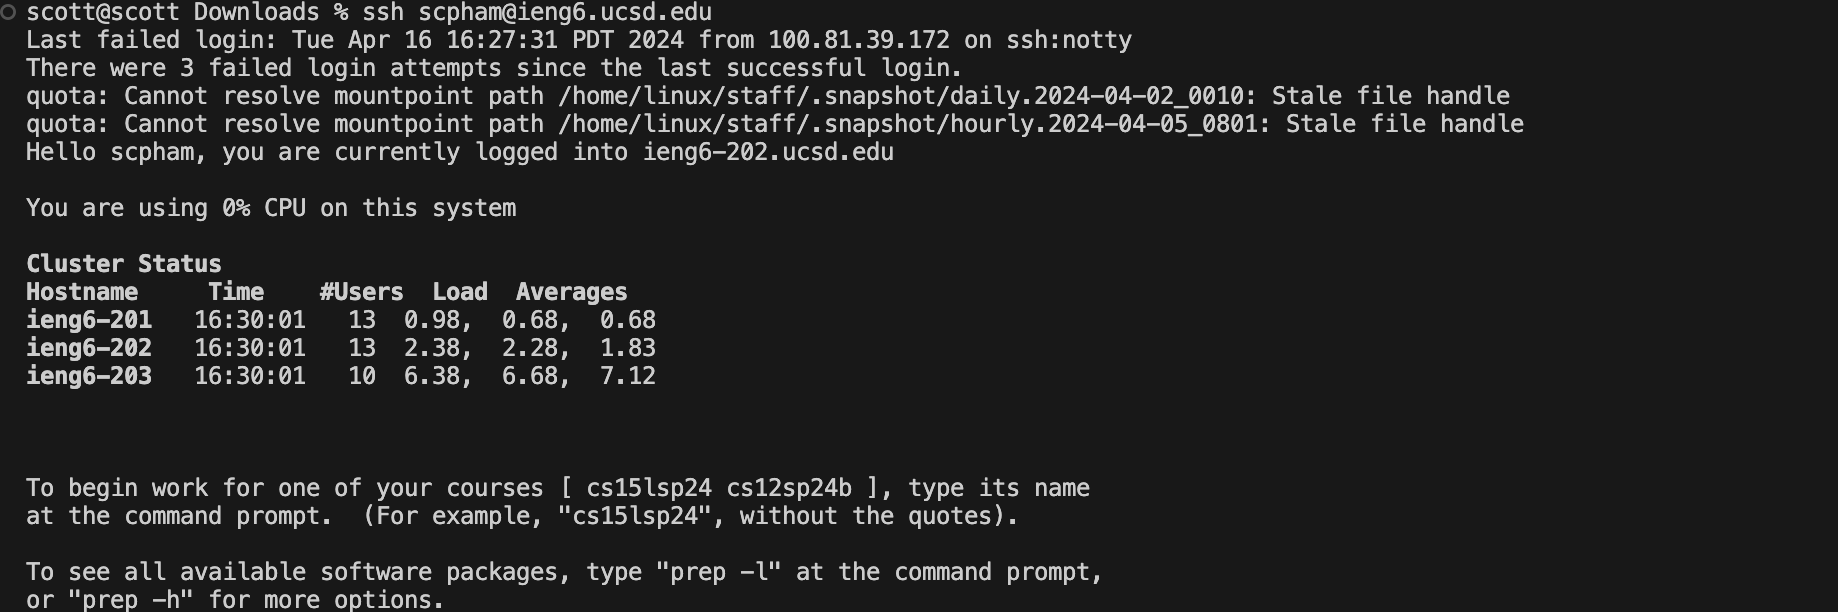 scott@scott Downloads % ssh scpham@ieng6.ucsd.edu
Last failed login: Tue Apr 16 16:27:31 PDT 2024 from 100.81.39.172 on ssh:notty
There were 3 failed login attempts since the last successful login.
quota: Cannot resolve mountpoint path /home/linux/staff/.snapshot/daily.2024-04-02_0010: Stale file handle
quota: Cannot resolve mountpoint path /home/linux/staff/.snapshot/hourly.2024-04-05_0801: Stale file handle
Hello scpham, you are currently logged into ieng6-202.ucsd.edu
You are using 0% CPU on this system
Cluster Status
Hostname     Time    #Users  Load  Averages
ieng6-201   16:30:01   13  0.98,  0.68,  0.68
ieng6-202   16:30:01   13  2.38,  2.28,  1.83
ieng6-203   16:30:01   10  6.38,  6.68,  7.12
To begin work for one of your courses [ cs15lsp24 cs12sp24b ], type its name
at the command prompt.  (For example, "cs15lsp24", without the quotes).
To see all available software packages, type "prep -l" at the command prompt,
or "prep -h" for more options.